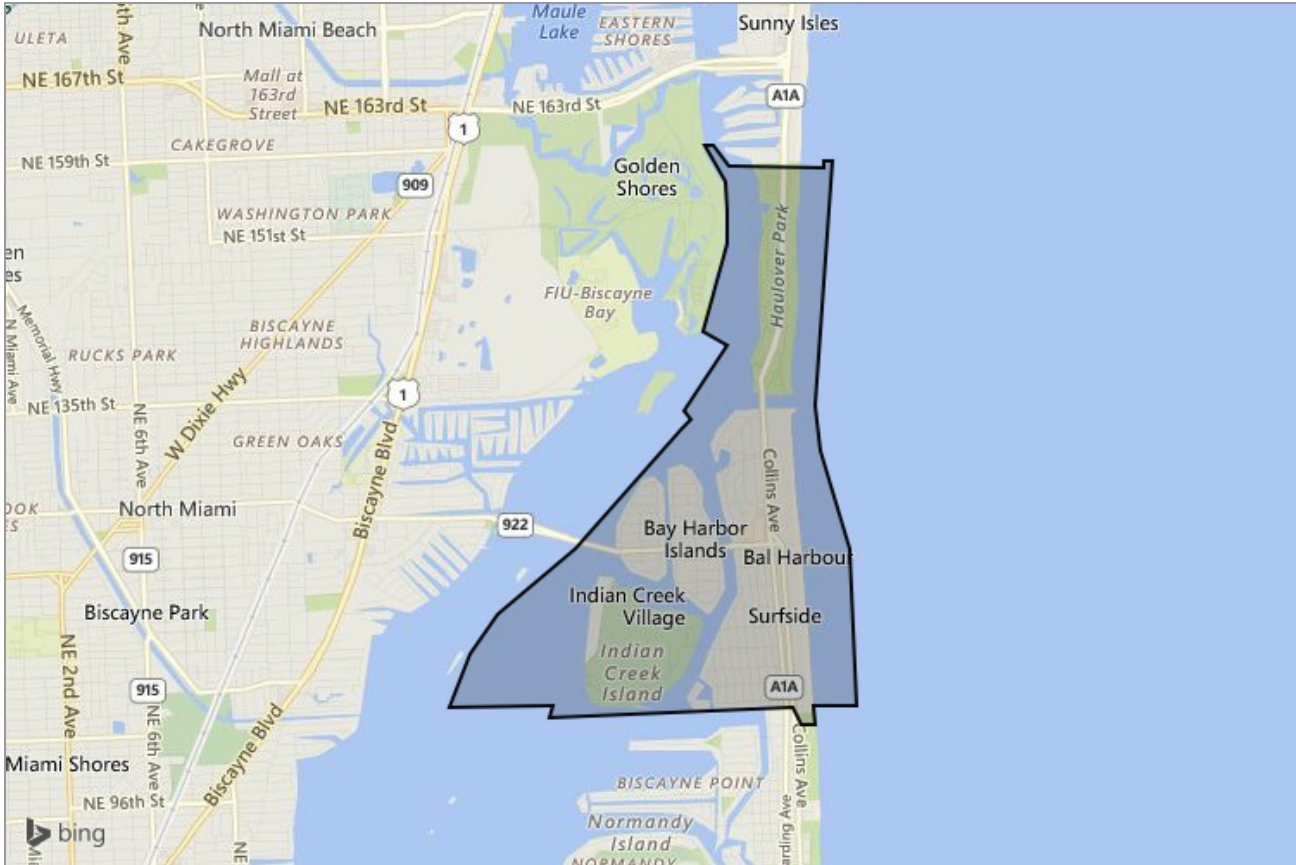 Maule
Lake
EASTERN
SHORES
Sunny Isles
ULETA
North Miami Beach
NE 167th St
Mall at
163rd
Street
NE 163rd St
NE 163rd St
A1A
1
CAKEGROVE
NE 159th St
909
Golden
Shores
WASHINGTON PARK
NE 151st St
Haulover Park
FIU-Biscayne
Bay
BISCAYNE
HIGHLANDS
Memorial Hwy
N Miami Ave
RUCKS PARK
W Dixie Hwy
1
NE 135th St
NE 6th Ave
GREEN OAKS
Biscayne Blvd
Collins Ave
North Miami
922
Bay Harbor
Islands
Bal Harbour
915
Indian Creek
Village
Surfside
Biscayne Park
Indian
Creek
Island
A1A
NE 2nd Ave
915
NE 6th Ave
Biscayne Blvd
Collins Ave
Miami Shores
BISCAYNE POINT
NE 96th St
Normandy
Island
NORMANDY
bing
NE